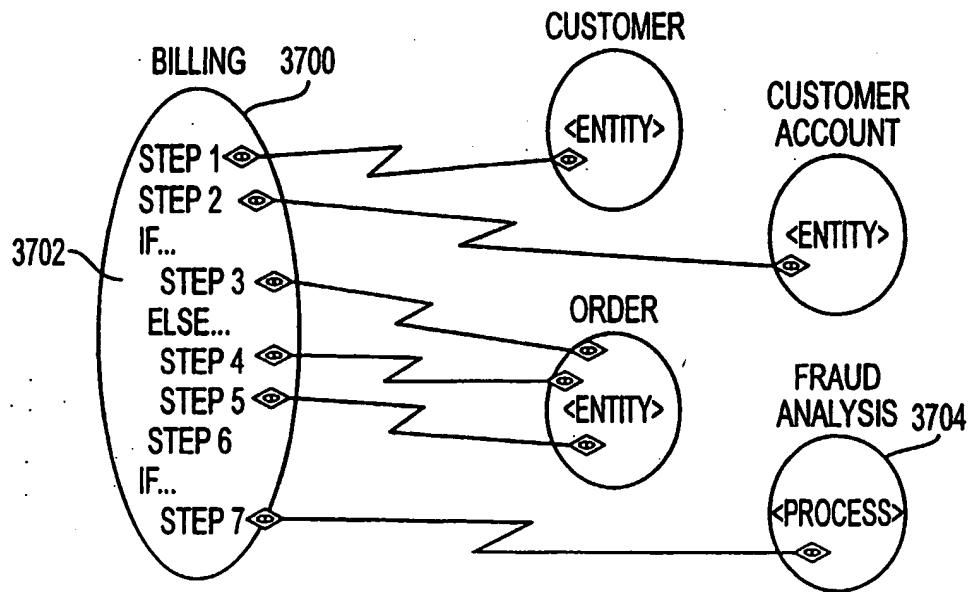 BILLING 3700
STEP 1
STEP 2
IF...
3702
STEP 3
ELSE...
STEP 4
STEP 5
STEP 6
IF...
STEP 7
CUSTOMER
<ENTITY>
CUSTOMER
ACCOUNT
<ENTITY>
ORDER
<ENTITY>
FRAUD
ANALYSIS 3704
<PROCESS>